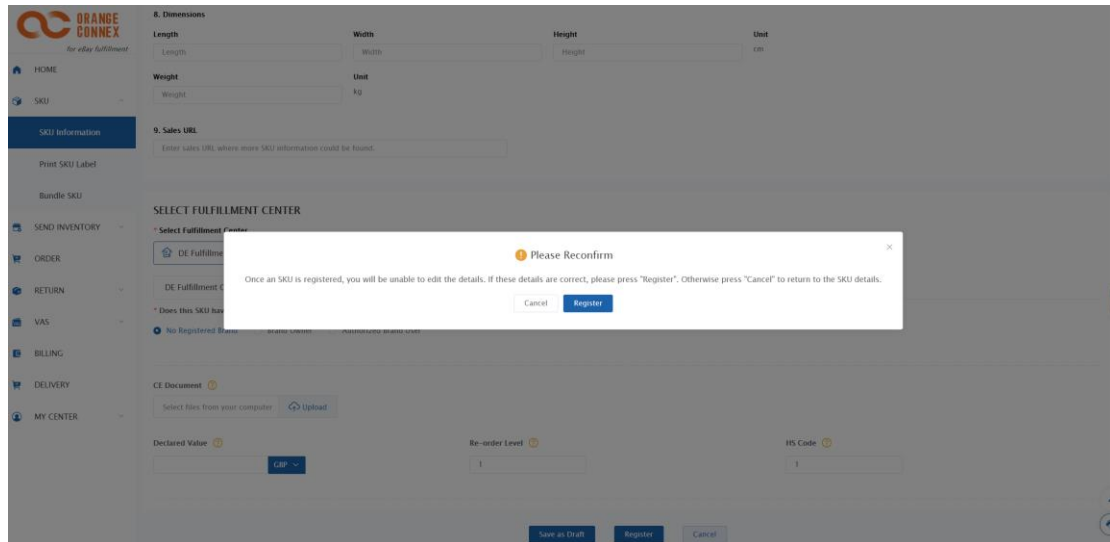 ORANGE
CONNEX
for eBay fulfillment
HOME
SKU
SKU Information
Print SKU Label
Bundle SKU
SEND INVENTORY
ORDER
RETURN
VAS
BILLING
DELIVERY
MY CENTER
8. Dimensions
Length Width Height Unit
Length Width Height cm
Weight Unit
Weight kg
9. Sales URL
Enter sales URL where more SKU information could be found.
SELECT FULFILLMENT CENTER
* Select Fulfillment Center
DE Fulfillme
DE Fulfillment C
* Does this SKU hav
No Registered Brand Brand Owner Authorized Brand User
Please Reconfirm
Once an SKU is registered, you will be unable to edit the details. If these details are correct, please press "Register". Otherwise press "Cancel" to return to the SKU details.
Cancel Register
CE Document
Select files from your computer Upload
Declared Value Re-order Level HS Code
GBP 1 1
Save as Draft Register Cancel